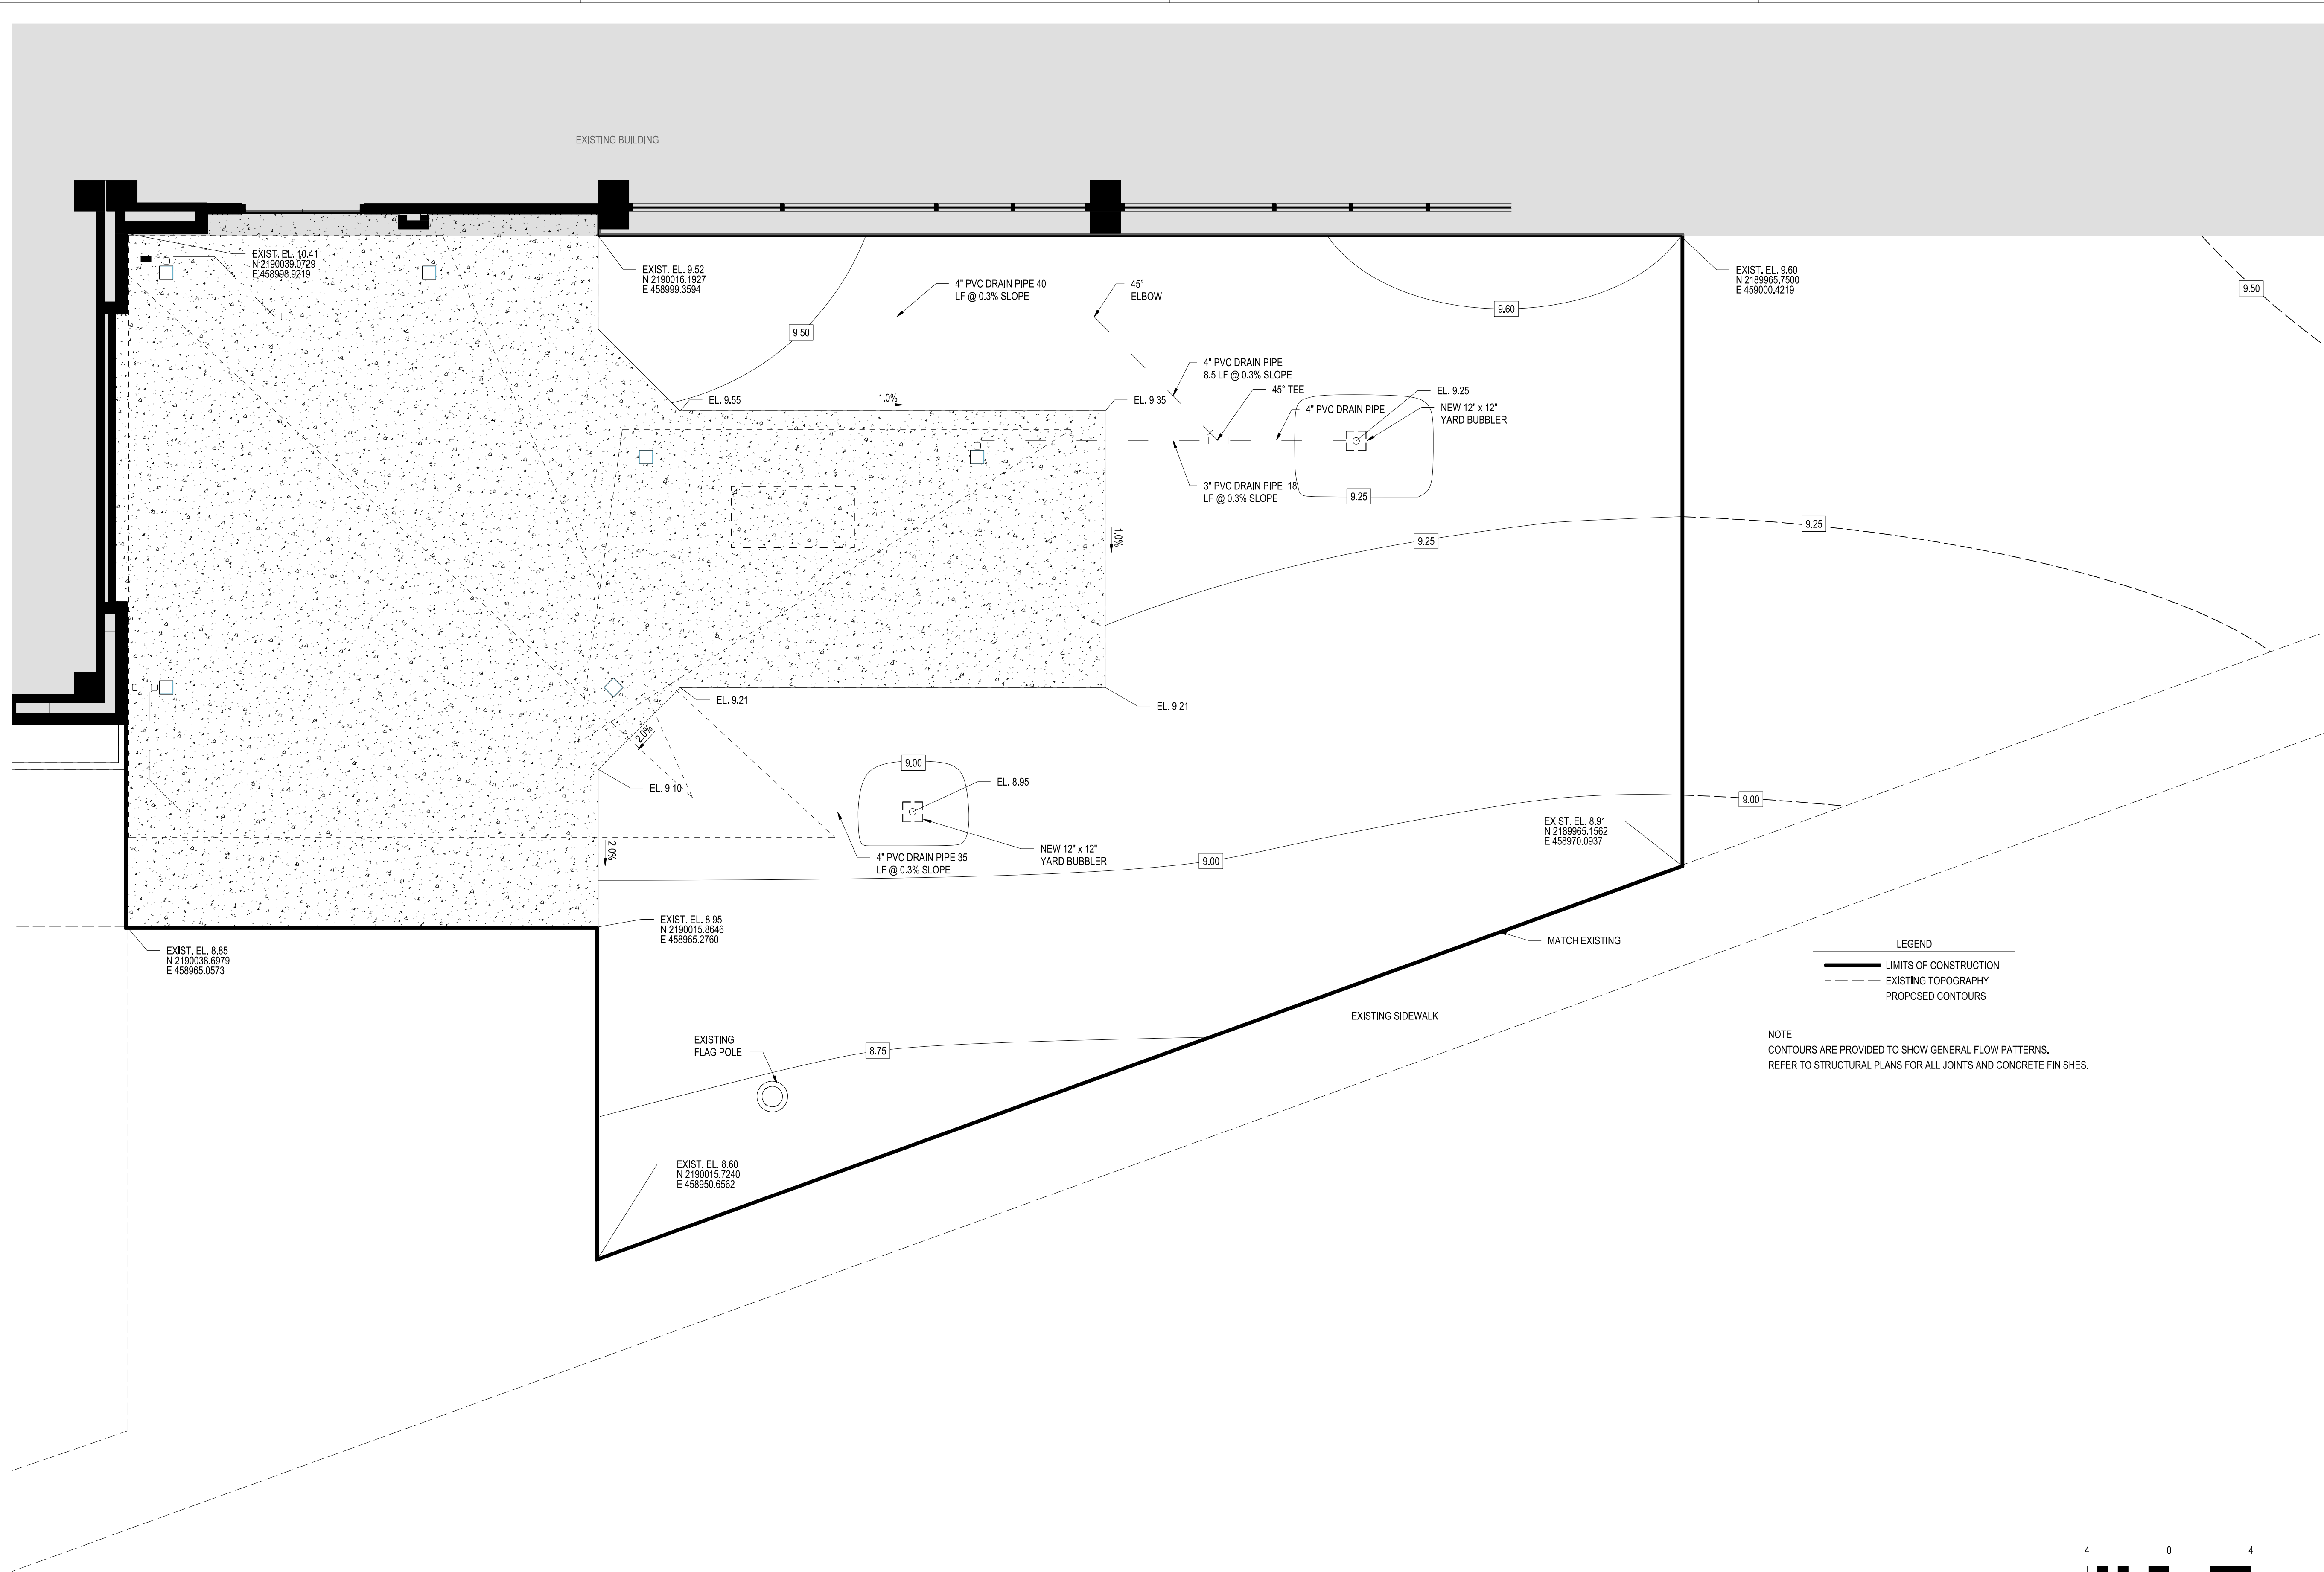 EXISTING BUILDING
EXIST. EL. 10.41
N 2190039.0729
E 458998.9219
EXIST. EL. 9.52
N 2190016.1927
E 458999.3594
4" PVC DRAIN PIPE 40
LF @ 0.3% SLOPE
45°
ELBOW
EXIST. EL. 9.60
N 2189965.7500
E 459000.4219
9.50
9.60
9.50
4" PVC DRAIN PIPE
8.5 LF @ 0.3% SLOPE
45° TEE
EL. 9.55
1.0%
EL. 9.35
4" PVC DRAIN PIPE
EL. 9.25
NEW 12" x 12"
YARD BUBBLER
3" PVC DRAIN PIPE 18
LF @ 0.3% SLOPE
9.25
1.0%
9.25
9.25
EL. 9.21
EL. 9.21
2.0%
9.00
EL. 8.95
EL. 9.10
9.00
2.0%
4" PVC DRAIN PIPE 35
LF @ 0.3% SLOPE
NEW 12" x 12"
YARD BUBBLER
9.00
EXIST. EL. 8.91
N 2189965.1562
E 458970.0937
EXIST. EL. 8.95
N 2190015.8646
E 458965.2760
EXIST. EL. 8.85
N 2190038.6979
E 458965.0573
MATCH EXISTING
LEGEND
LIMITS OF CONSTRUCTION
EXISTING TOPOGRAPHY
PROPOSED CONTOURS
EXISTING SIDEWALK
EXISTING
FLAG POLE
8.75
NOTE:
CONTOURS ARE PROVIDED TO SHOW GENERAL FLOW PATTERNS.
REFER TO STRUCTURAL PLANS FOR ALL JOINTS AND CONCRETE FINISHES.
EXIST. EL. 8.60
N 2190015.7240
E 458950.6562
4 0 4